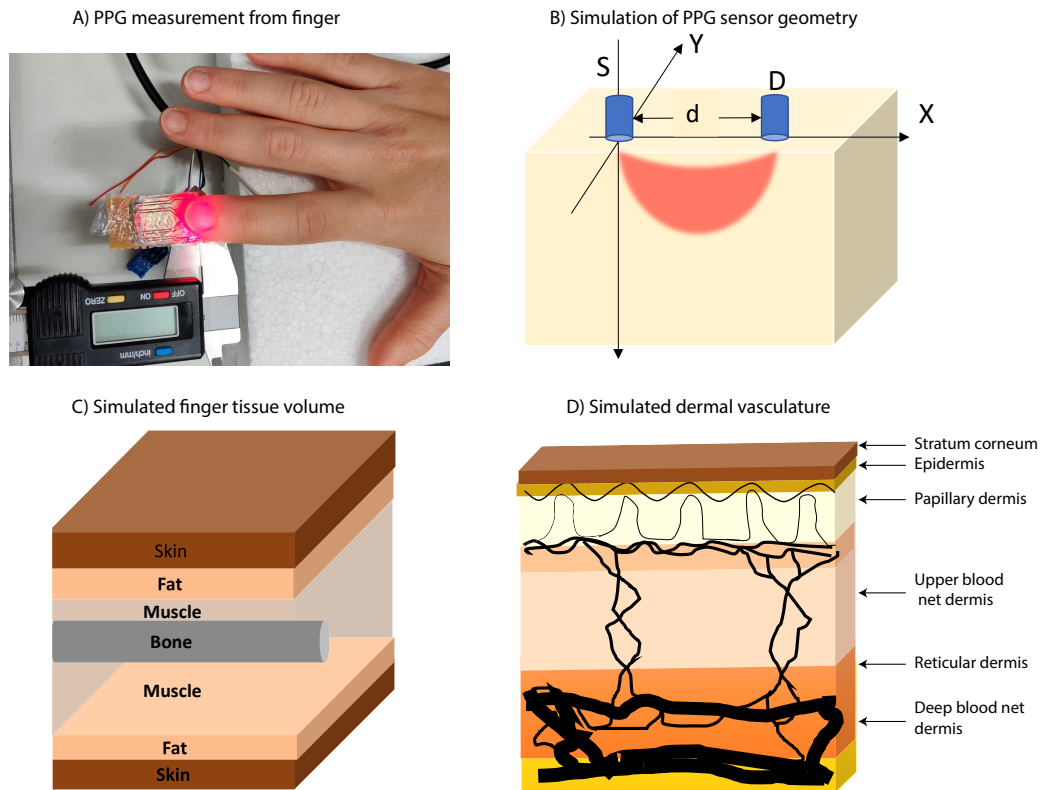 A) PPG measurement from finger
ZERO
ON
OFF
inch/mm
B) Simulation of PPG sensor geometry
S
Y
D
d
X
C) Simulated finger tissue volume
Skin
Fat
Muscle
Bone
Muscle
Fat
Skin
D) Simulated dermal vasculature
Stratum corneum
Epidermis
Papillary dermis
Upper blood
net dermis
Reticular dermis
Deep blood net
dermis